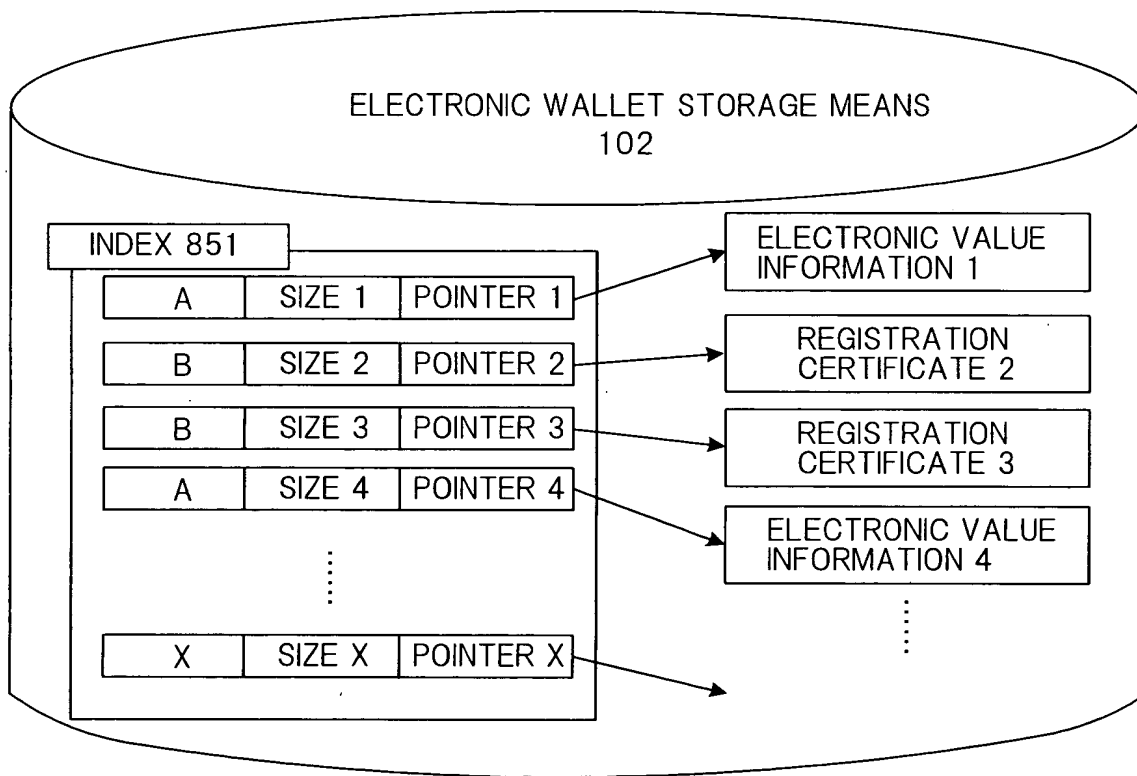 ELECTRONIC WALLET STORAGE MEANS
102
INDEX 851
A SIZE 1 POINTER 1
B SIZE 2 POINTER 2
B SIZE 3 POINTER 3
A SIZE 4 POINTER 4
X SIZE X POINTER X
ELECTRONIC VALUE
INFORMATION 1
REGISTRATION
CERTIFICATE 2
REGISTRATION
CERTIFICATE 3
ELECTRONIC VALUE
INFORMATION 4